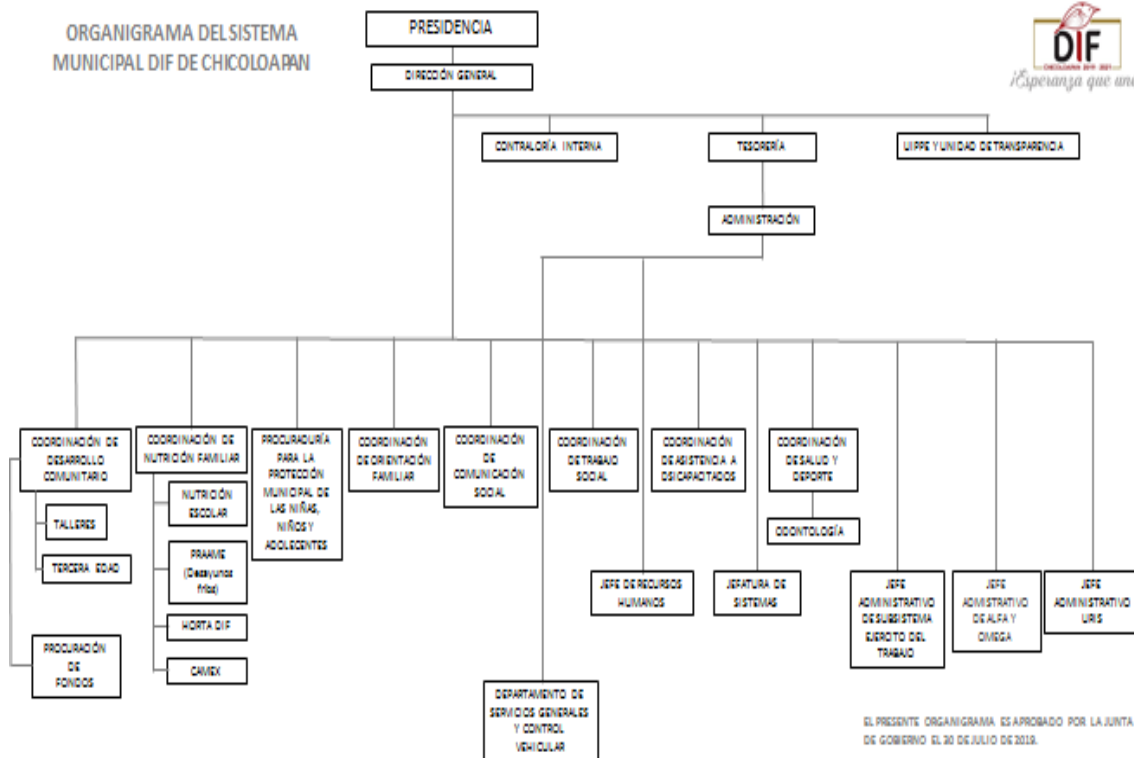 ORGANIGRAMA DEL SISTEMA
MUNICIPAL DIF DE CHICOLOAPAN
PRESIDENCIA
DIRECCIÓN GENERAL
DIF
CHICOLOAPAN 2019 2021
¡Esperanza que une
CONTRALORÍA INTERNA
TESORERÍA
UIPPE Y UNIDAD DE TRANSPARENCIA
ADMINISTRACIÓN
COORDINACIÓN DE
DESARROLLO
COMUNITARIO
TALLERES
TERCERA EDAD
PROCURACIÓN
DE
FONDOS
COORDINACIÓN DE
NUTRICIÓN FAMILIAR
NUTRICIÓN
ESCOLAR
PRAAME
(Desayunos
fríos)
HORTA DIF
CAMEX
PROCURADURÍA
PARA LA
PROTECCIÓN
MUNICIPAL DE
LAS NIÑAS,
NIÑOS Y
ADOLECENTES
COORDINACIÓN
DE ORIENTACIÓN
FAMILIAR
COORDINACIÓN
DE
COMUNICACIÓN
SOCIAL
COORDINACIÓN
DE TRABAJO
SOCIAL
COORDINACIÓN
DE ASISTENCIA A
DSICAPACITADOS
COORDINACIÓN
DE SALUD Y
DEPORTE
ODONTOLOGÍA
JEFE DE RECURSOS
HUMANOS
JEFATURA DE
SISTEMAS
JEFE
ADMINISTRATIVO
DE SUBSISTEMA
EJERCITO DEL
TRABAJO
JEFE
ADMISTRATIVO
DE ALFA Y
OMEGA
JEFE
ADMINISTRATIVO
URIS
DEPARTAMENTO DE
SERVICIOS GENERALES
Y CONTROL
VEHICULAR
EL PRESENTE ORGANIGRAMA ES APROBADO POR LA JUNTA
DE GOBIERNO EL 30 DE JULIO DE 2019.